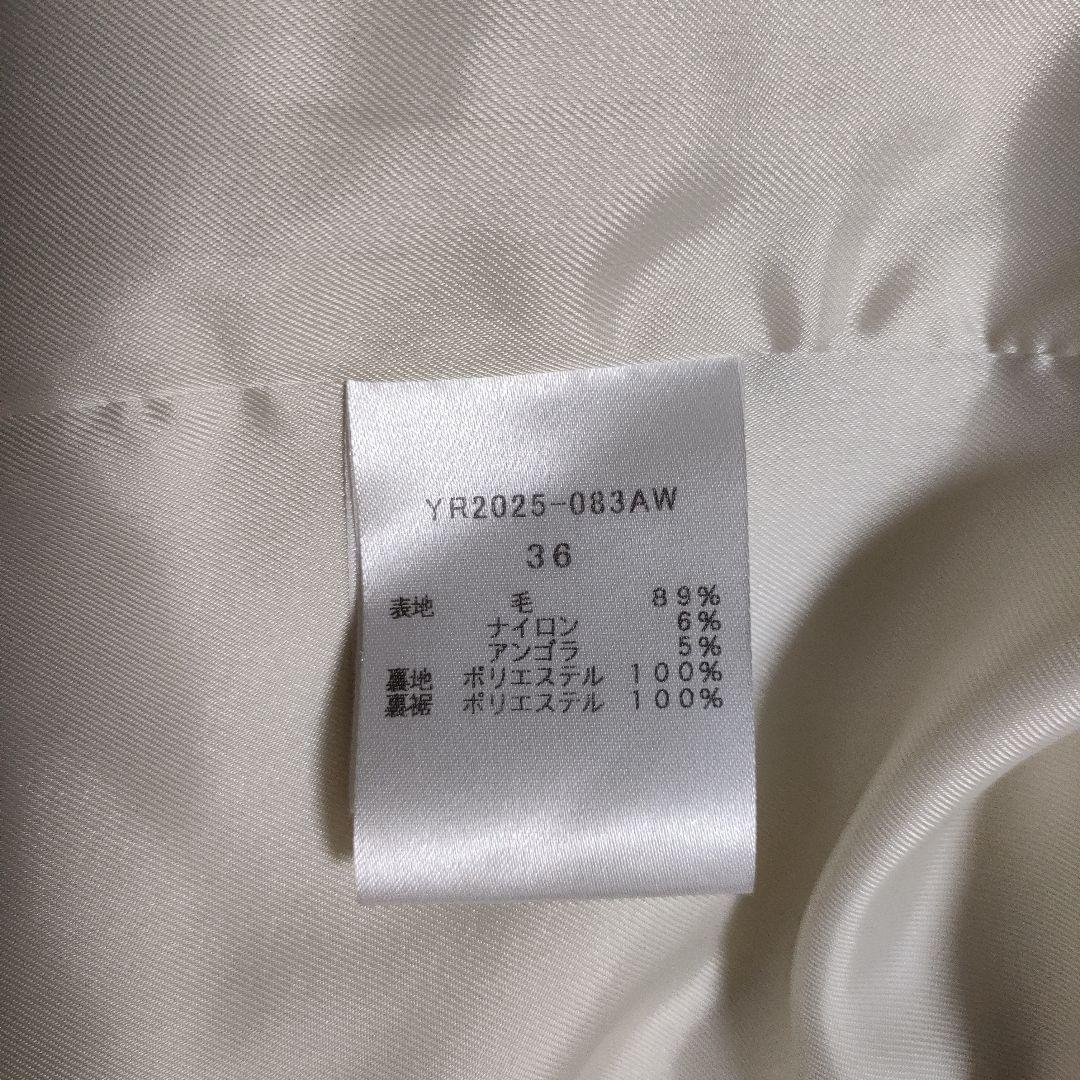 YR2025-083AW
36
表地 毛 89%
ナイロン 6%
アンゴラ 5%
裏地 ポリエステル 100%
裏裾 ポリエステル 100%